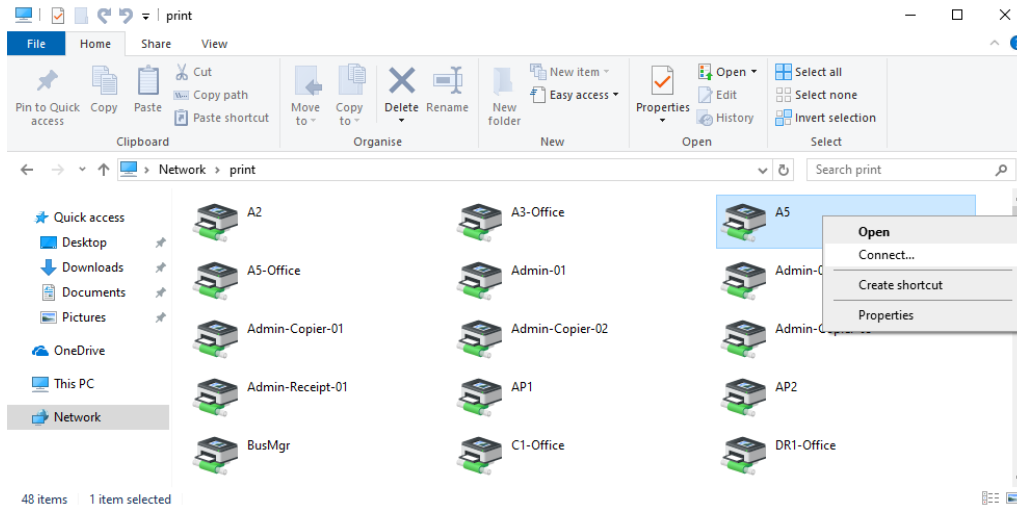 print
File Home Share View
Pin to Quick access
Copy
Paste
Cut
Copy path
Paste shortcut
Clipboard
Move to
Copy to
Delete
Rename
Organise
New folder
New item
Easy access
New
Properties
Open
Edit
History
Open
Select all
Select none
Invert selection
Select
Network > print
Search print
Quick access
Desktop
Downloads
Documents
Pictures
OneDrive
This PC
Network
A2
A3-Office
A5
A5-Office
Admin-01
Admin-Copier-01
Admin-Copier-02
Admin-Receipt-01
AP1
AP2
BusMgr
C1-Office
DR1-Office
Open
Connect...
Create shortcut
Properties
48 items 1 item selected